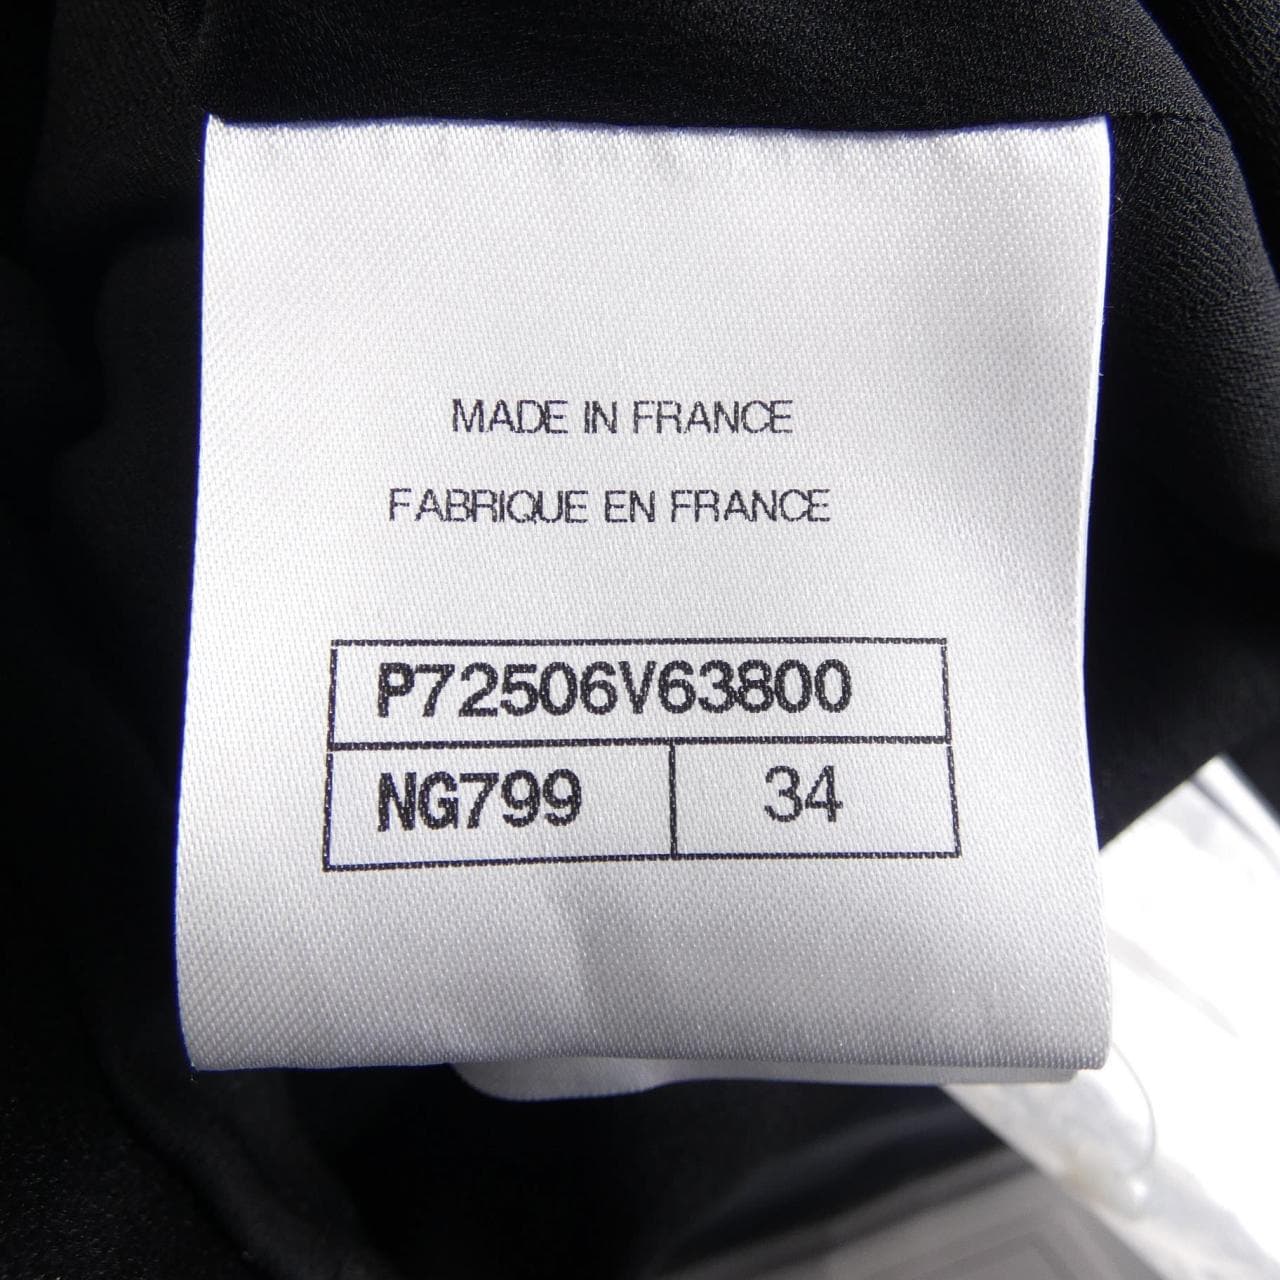 MADE IN FRANCE
FABRIQUE EN FRANCE
P72506V63800
NG799 34